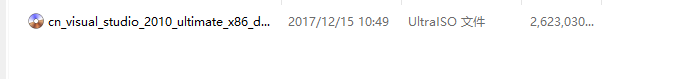 cn_visual_studio_2010_ultimate_x86_d... 2017/12/15 10:49 UltraISO 文件 2,623,030...